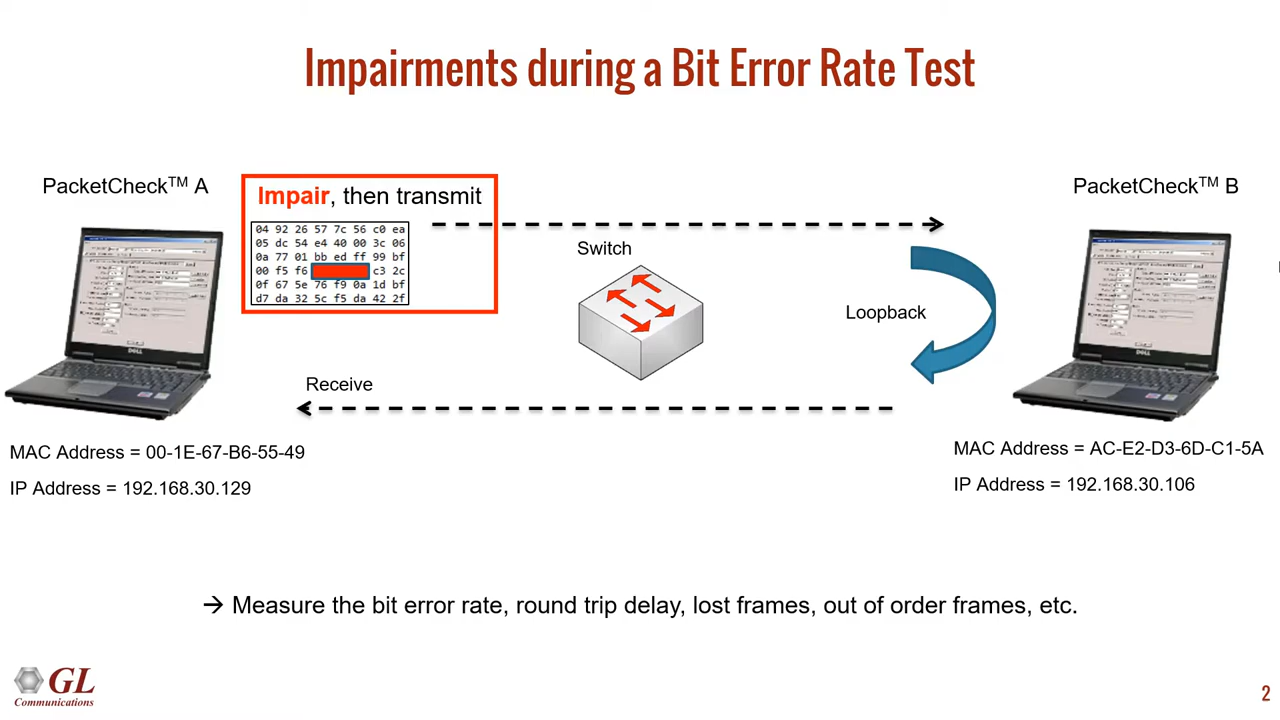 Impairments during a Bit Error Rate Test
PacketCheck™ A
Impair, then transmit
04 92 26 57 7c 56 c0 ea
05 dc 54 e4 40 00 3c 06
0a 77 01 bb ed ff 99 bf
00 f5 f6 c3 2c
0f 67 5e 76 f9 0a 1d bf
d7 da 32 5c f5 da 42 2f
Switch
PacketCheck™ B
Loopback
DELL
DELL
Receive
MAC Address = 00-1E-67-B6-55-49
IP Address = 192.168.30.129
MAC Address = AC-E2-D3-6D-C1-5A
IP Address = 192.168.30.106
→ Measure the bit error rate, round trip delay, lost frames, out of order frames, etc.
GL
Communications
2